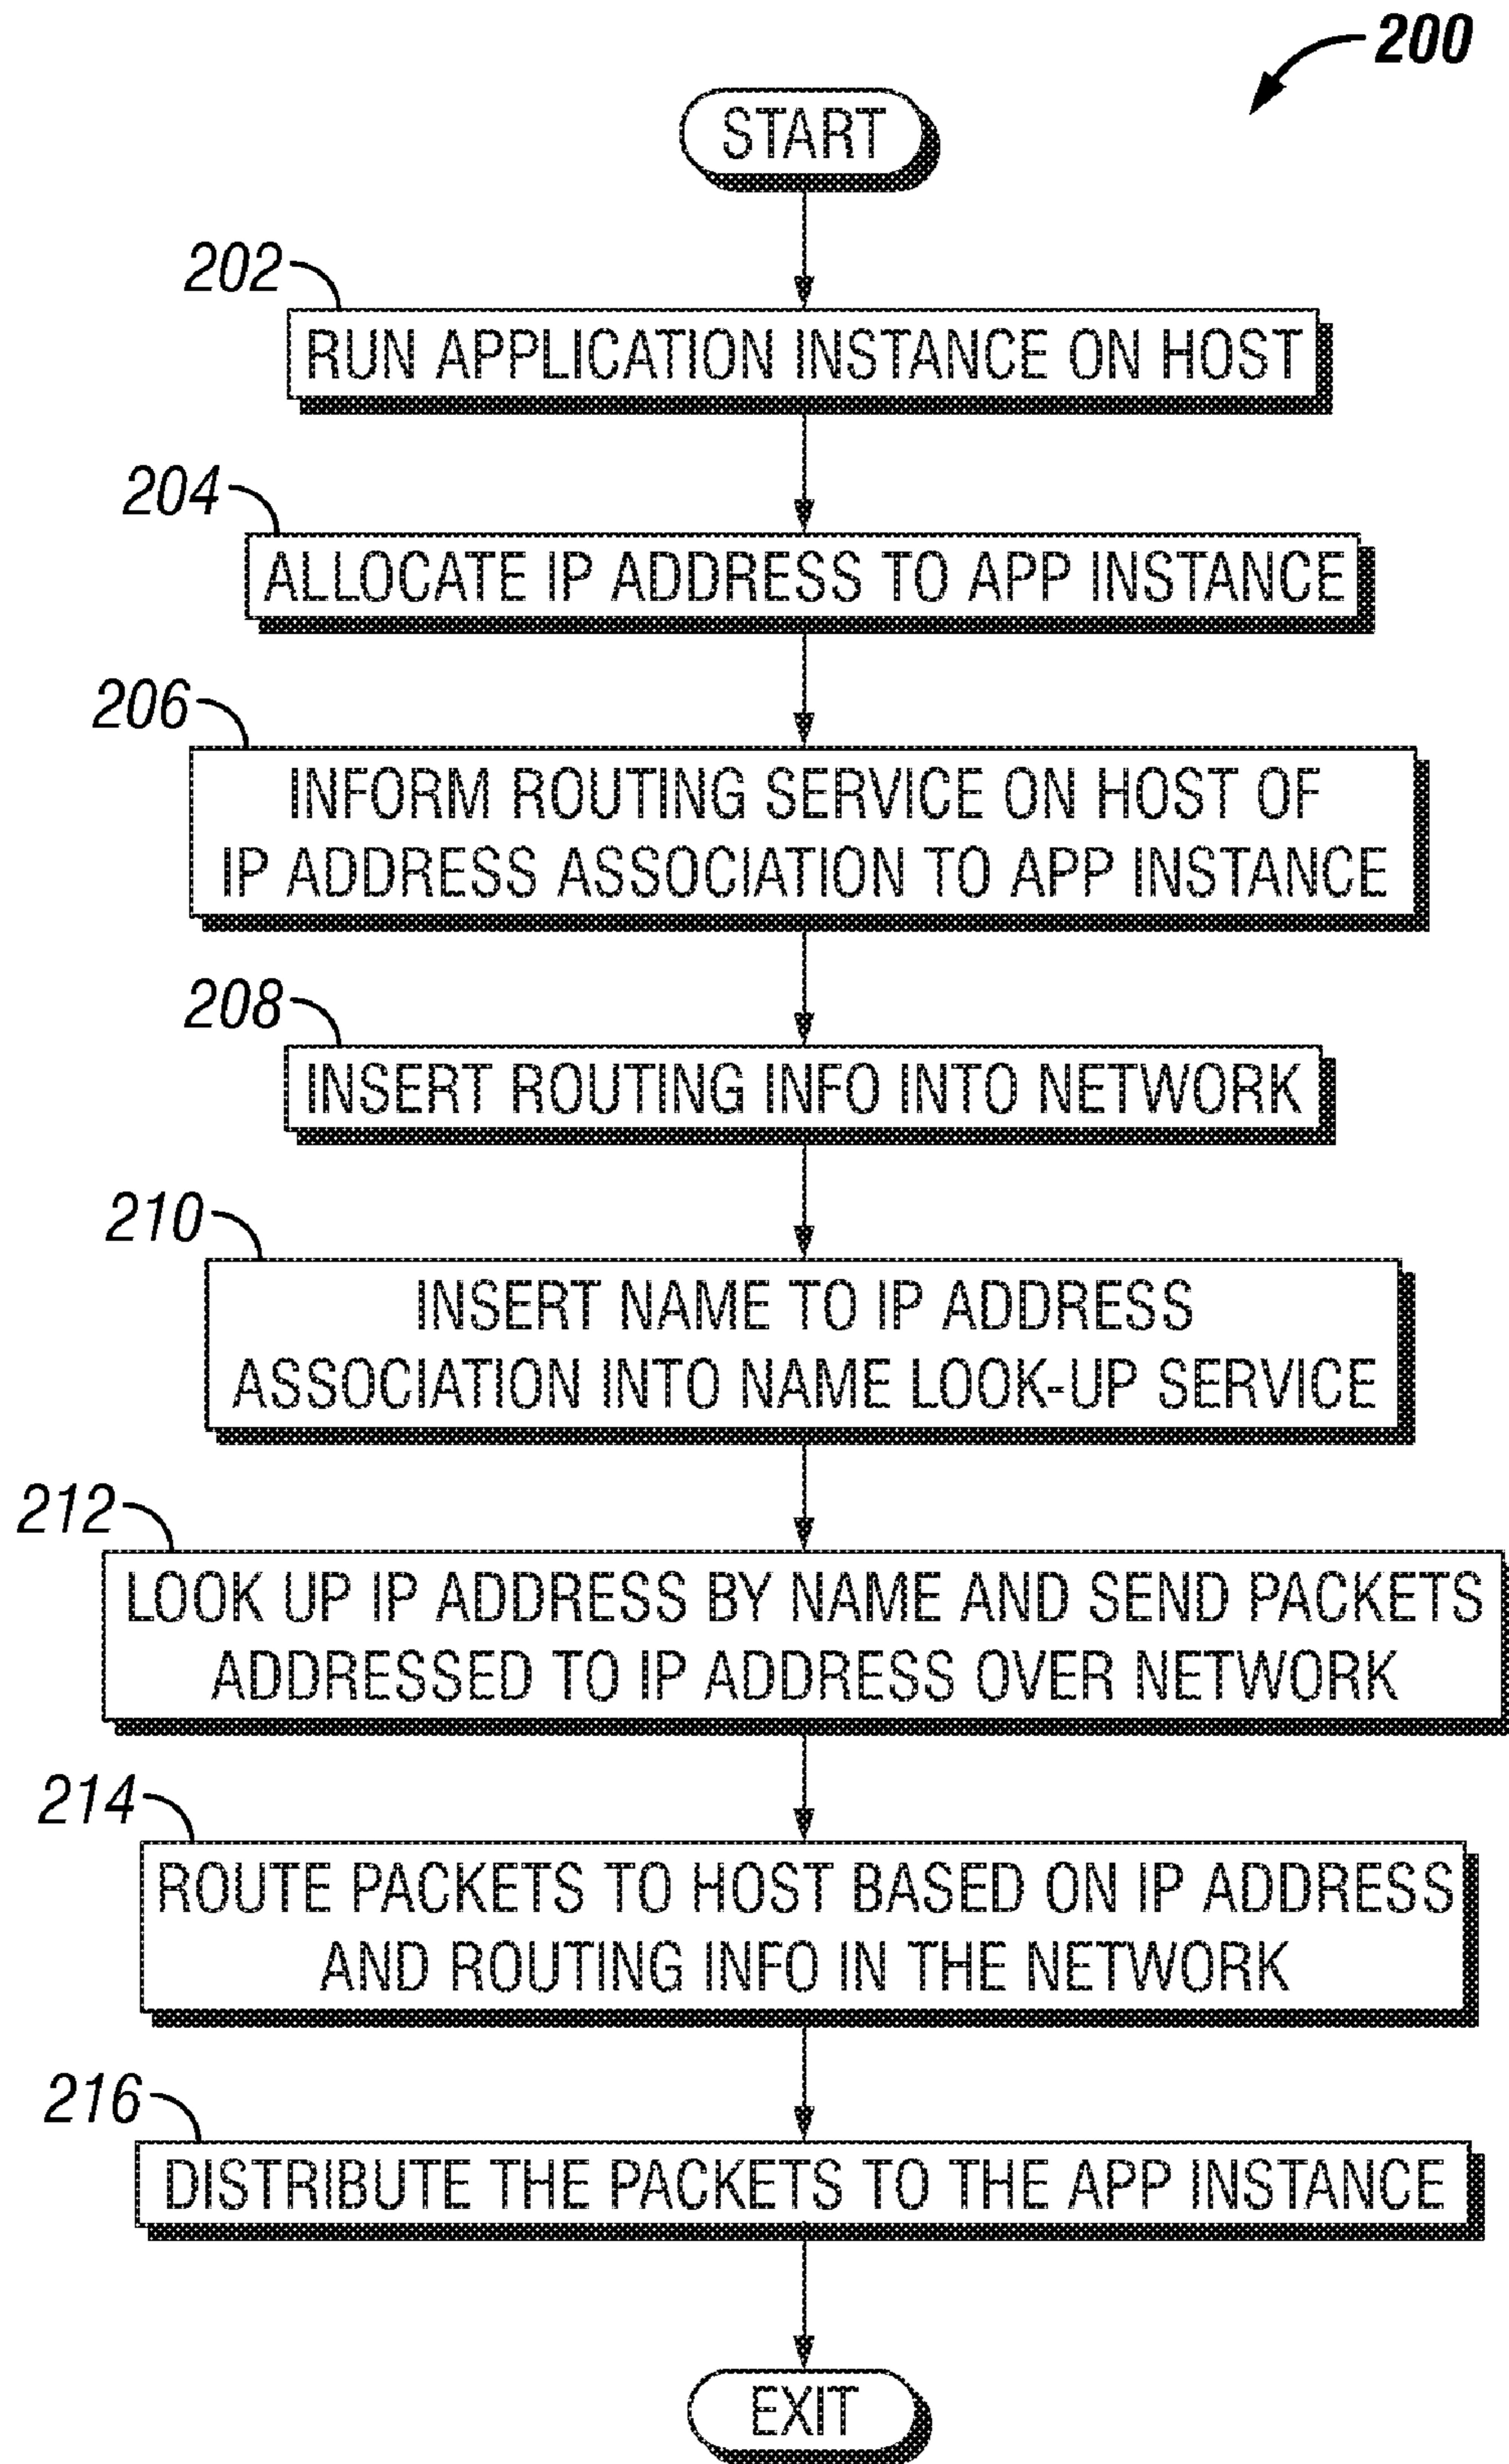 200
START
202
RUN APPLICATION INSTANCE ON HOST
204
ALLOCATE IP ADDRESS TO APP INSTANCE
206
INFORM ROUTING SERVICE ON HOST OF
IP ADDRESS ASSOCIATION TO APP INSTANCE
208
INSERT ROUTING INFO INTO NETWORK
210
INSERT NAME TO IP ADDRESS
ASSOCIATION INTO NAME LOOK-UP SERVICE
212
LOOK UP IP ADDRESS BY NAME AND SEND PACKETS
ADDRESSED TO IP ADDRESS OVER NETWORK
214
ROUTE PACKETS TO HOST BASED ON IP ADDRESS
AND ROUTING INFO IN THE NETWORK
216
DISTRIBUTE THE PACKETS TO THE APP INSTANCE
EXIT